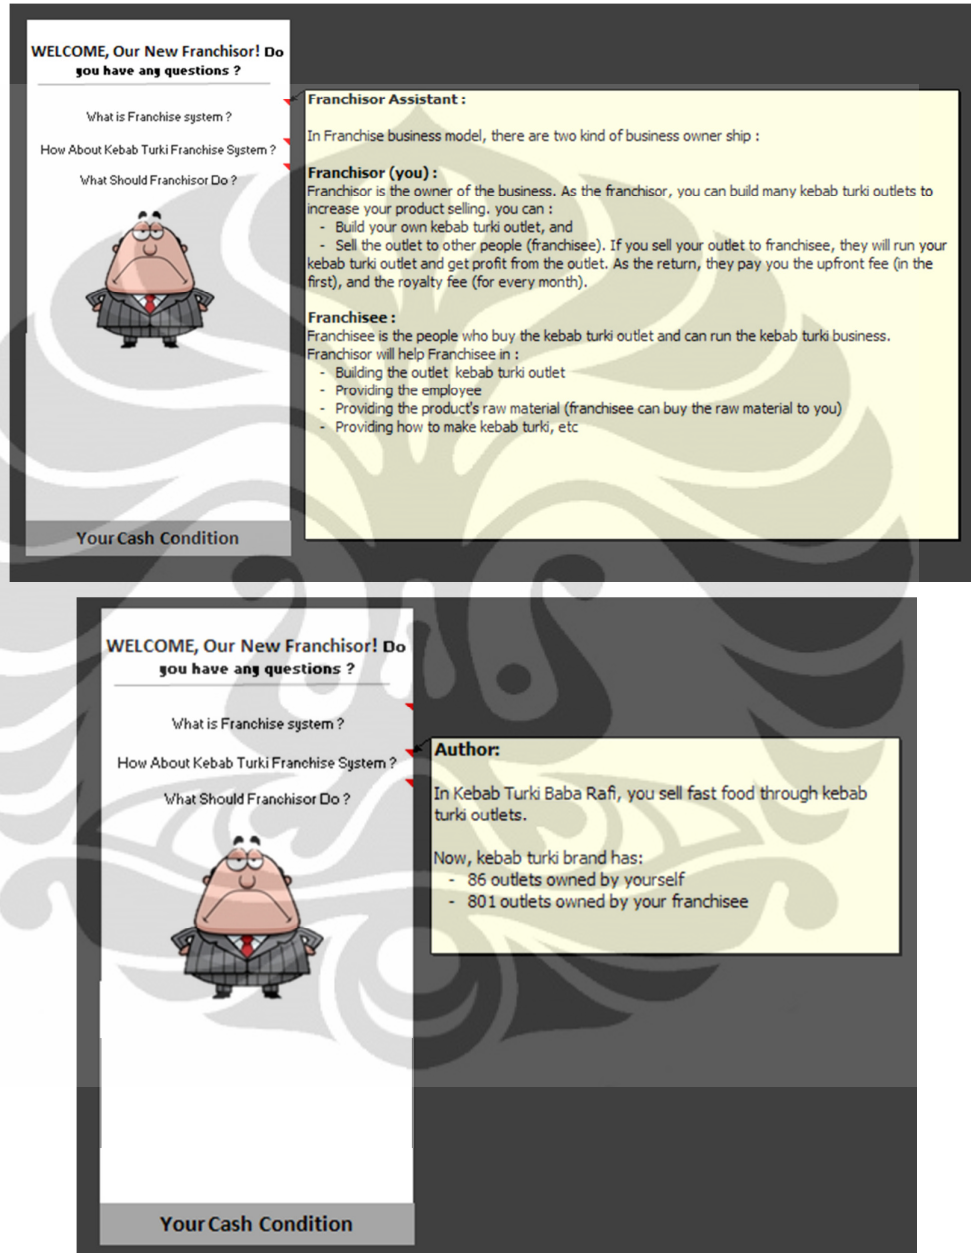 WELCOME, Our New Franchisor! Do
you have any questions ?
What is Franchise system ?
How About Kebab Turki Franchise System ?
What Should Franchisor Do ?
Your Cash Condition
Franchisor Assistant :
In Franchise business model, there are two kind of business owner ship :
Franchisor (you) :
Franchisor is the owner of the business. As the franchisor, you can build many kebab turki outlets to
increase your product selling. you can :
- Build your own kebab turki outlet, and
- Sell the outlet to other people (franchisee). If you sell your outlet to franchisee, they will run your
kebab turki outlet and get profit from the outlet. As the return, they pay you the upfront fee (in the
first), and the royalty fee (for every month).
Franchisee :
Franchisee is the people who buy the kebab turki outlet and can run the kebab turki business.
Franchisor will help Franchisee in :
- Building the outlet kebab turki outlet
- Providing the employee
- Providing the product's raw material (franchisee can buy the raw material to you)
- Providing how to make kebab turki, etc
WELCOME, Our New Franchisor! Do
you have any questions ?
What is Franchise system ?
How About Kebab Turki Franchise System ?
What Should Franchisor Do ?
Your Cash Condition
Author:
In Kebab Turki Baba Rafi, you sell fast food through kebab
turki outlets.
Now, kebab turki brand has:
- 86 outlets owned by yourself
- 801 outlets owned by your franchisee